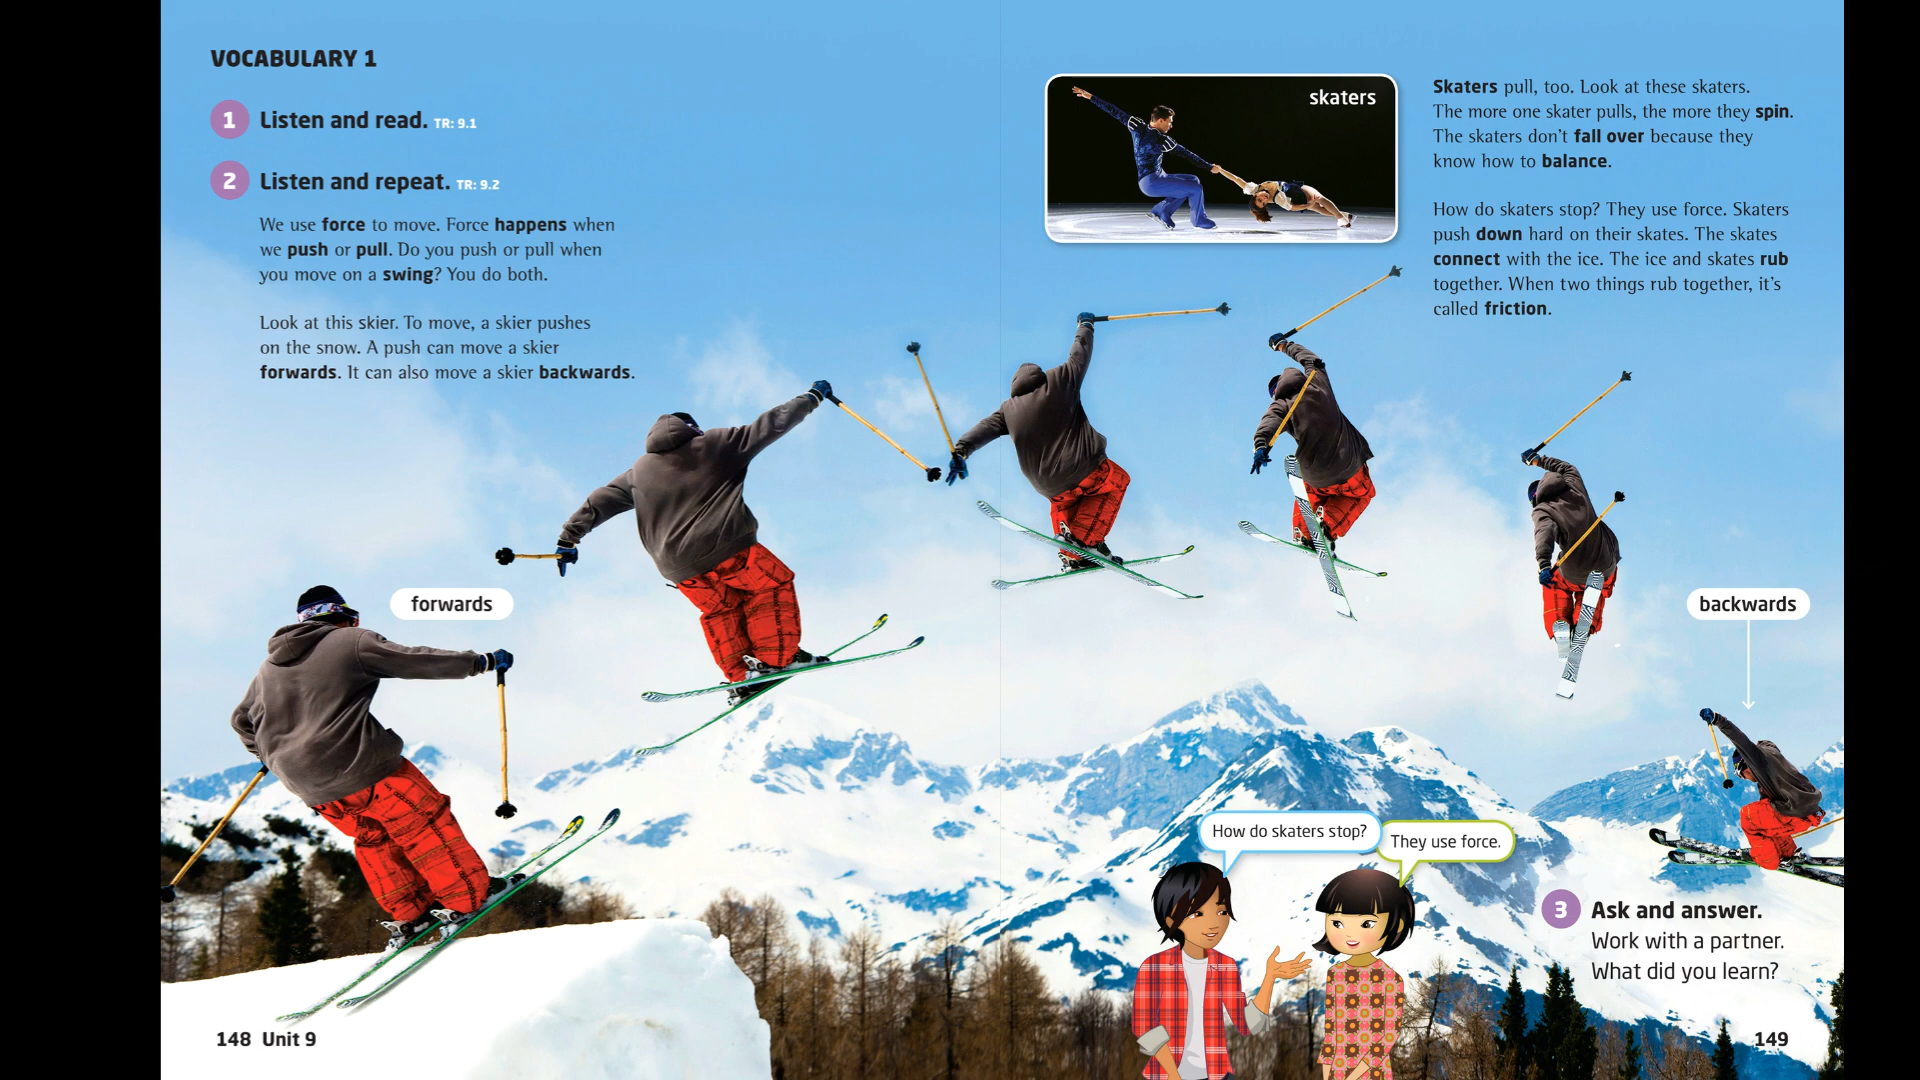 VOCABULARY 1
1 Listen and read. TR: 9.1
2 Listen and repeat. TR: 9.2
We use force to move. Force happens when
we push or pull. Do you push or pull when
you move on a swing? You do both.
Look at this skier. To move, a skier pushes
on the snow. A push can move a skier
forwards. It can also move a skier backwards.
forwards
148 Unit 9
skaters
Skaters pull, too. Look at these skaters.
The more one skater pulls, the more they spin.
The skaters don't fall over because they
know how to balance.
How do skaters stop? They use force. Skaters
push down hard on their skates. The skates
connect with the ice. The ice and skates rub
together. When two things rub together, it's
called friction.
backwards
How do skaters stop?
They use force.
3 Ask and answer.
Work with a partner.
What did you learn?
149